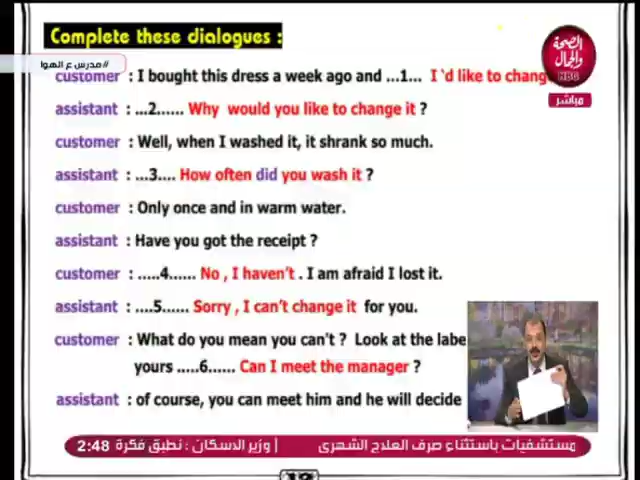 Complete these dialogues :
#مدرس ع الهوا
الصحة
والجمال
HBG
مباشر
customer : I bought this dress a week ago and ...1... I 'd like to chang
assistant : ...2...... Why would you like to change it ?
customer : Well, when I washed it, it shrank so much.
assistant : ...3.... How often did you wash it ?
customer : Only once and in warm water.
assistant : Have you got the receipt ?
customer : .....4...... No , I haven't . I am afraid I lost it.
assistant : ....5...... Sorry , I can't change it for you.
customer : What do you mean you can't ? Look at the labe
yours .....6...... Can I meet the manager ?
assistant : of course, you can meet him and he will decide
مستشفيات باستثناء صرف العلاج الشهرى | وزير الاسكان : نطبق فكرة 2:48